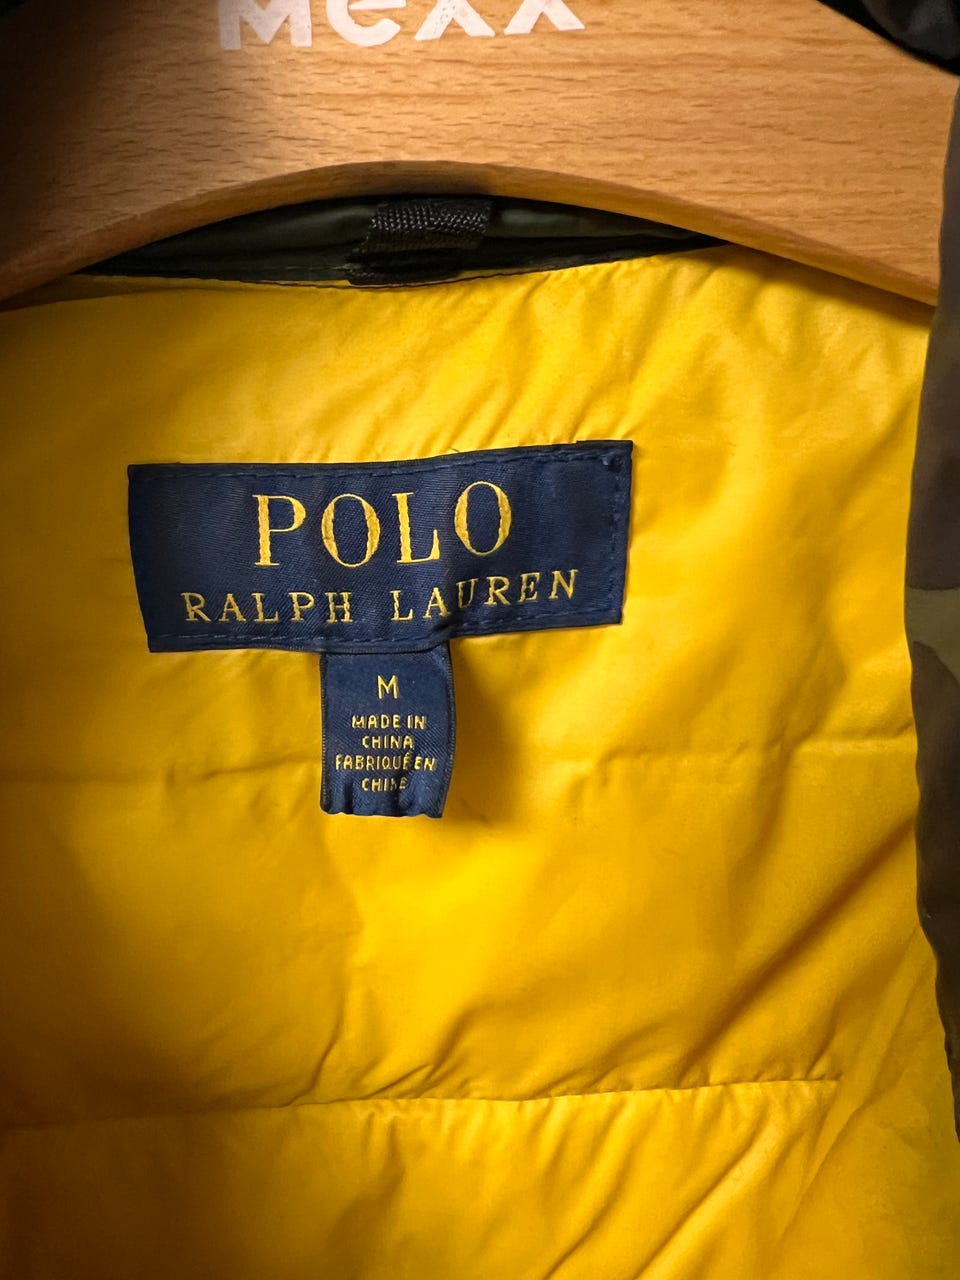 Mexx
POLO
RALPH LAUREN
M
MADE IN
CHINA
FABRIQUÉ EN
CHINE